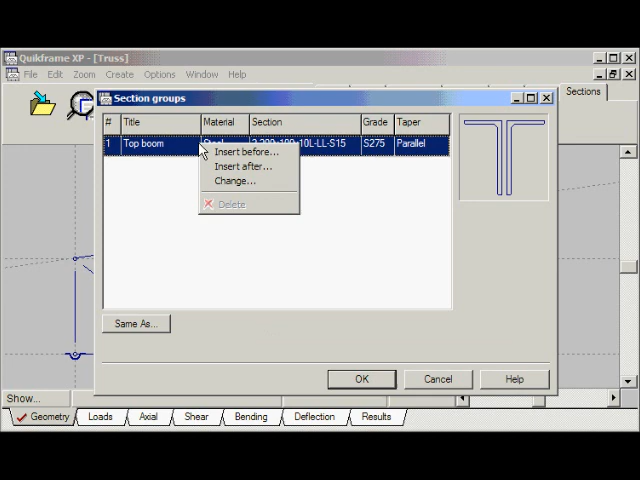 Quikframe XP - [Truss]
File Edit Zoom Create Options Window Help
Sections
Section groups
# Title Material Section Grade Taper
1 Top boom S275 Parallel
Insert before...
Insert after...
Change...
Delete
Same As...
OK Cancel Help
Show...
Geometry Loads Axial Shear Bending Deflection Results